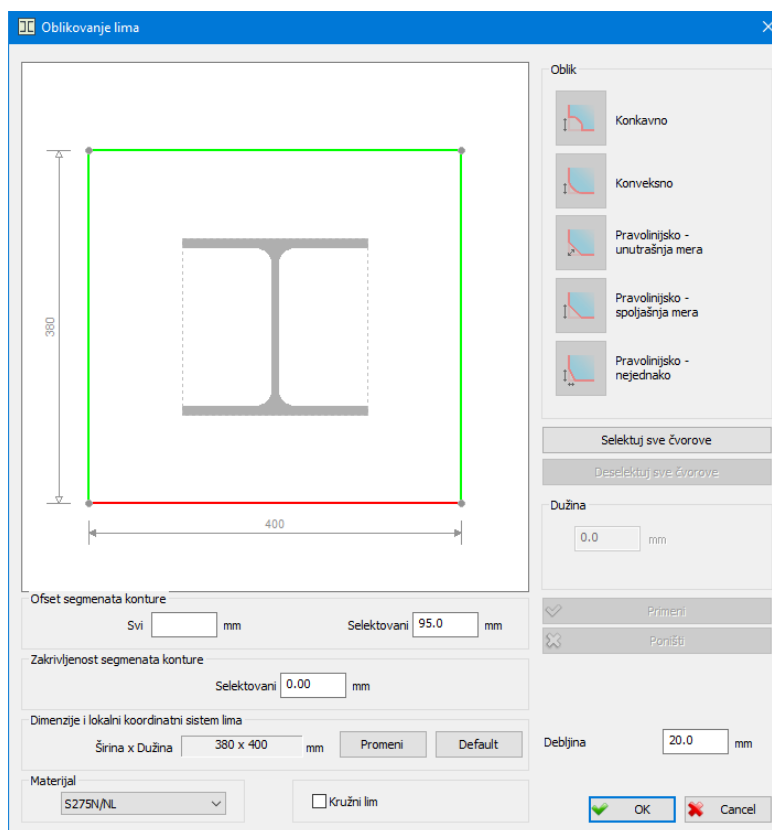 Oblikovanje lima
Oblik
Konkavno
Konveksno
Pravolinijsko -
unutrašnja mera
Pravolinijsko -
spoljašnja mera
Pravolinijsko -
nejednako
380
400
Selektuj sve čvorove
Deselektuj sve čvorove
Dužina
0.0 mm
Primeni
Poništi
Ofset segmenata konture
Svi mm Selektovani 95.0 mm
Zakrivljenost segmenata konture
Selektovani 0.00 mm
Dimenzije i lokalni koordinatni sistem lima
Širina x Dužina 380 x 400 mm Promeni Default
Debljina 20.0 mm
Materijal
S275N/NL
Kružni lim
OK Cancel